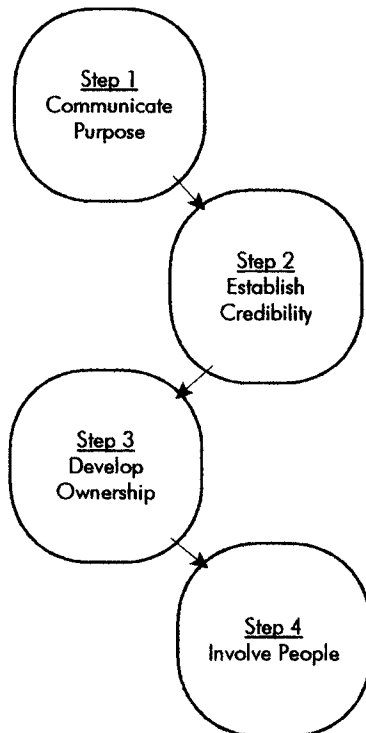 Step 1
Communicate
Purpose
Step 2
Establish
Credibility
Step 3
Develop
Ownership
Step 4
Involve People